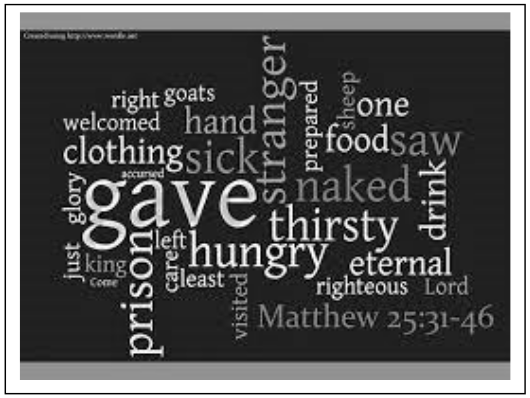 Created using http://www.wordle.net
right goats
welcomed
hand
stranger
prepared
sheep
one
clothing
sick
food
saw
accursed
glory
gave
naked
drink
thirsty
just
king
Come
prison
left
care
hungry
least
eternal
righteous
Lord
visited
Matthew 25:31-46